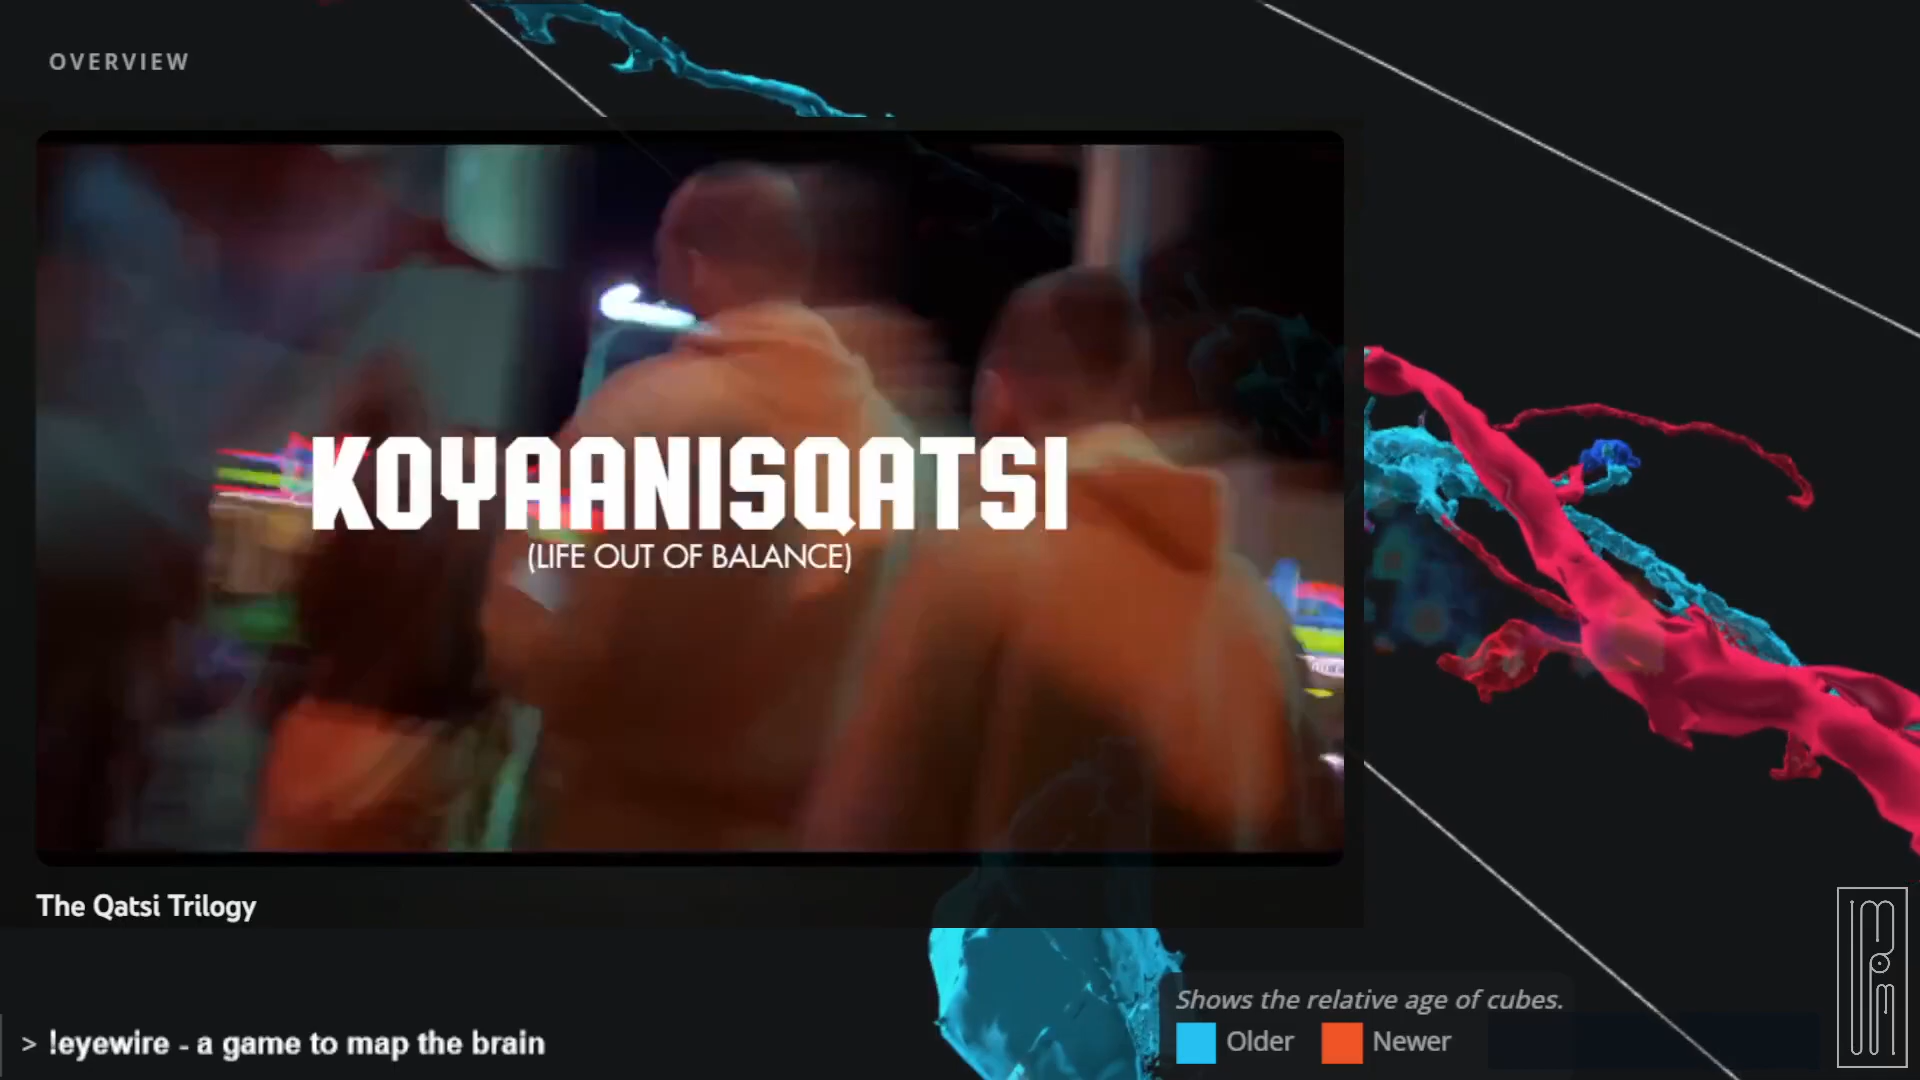 OVERVIEW
KOYAANISQATSI
(LIFE OUT OF BALANCE)
The Qatsi Trilogy
Shows the relative age of cubes.
Older
Newer
> !eyewire - a game to map the brain